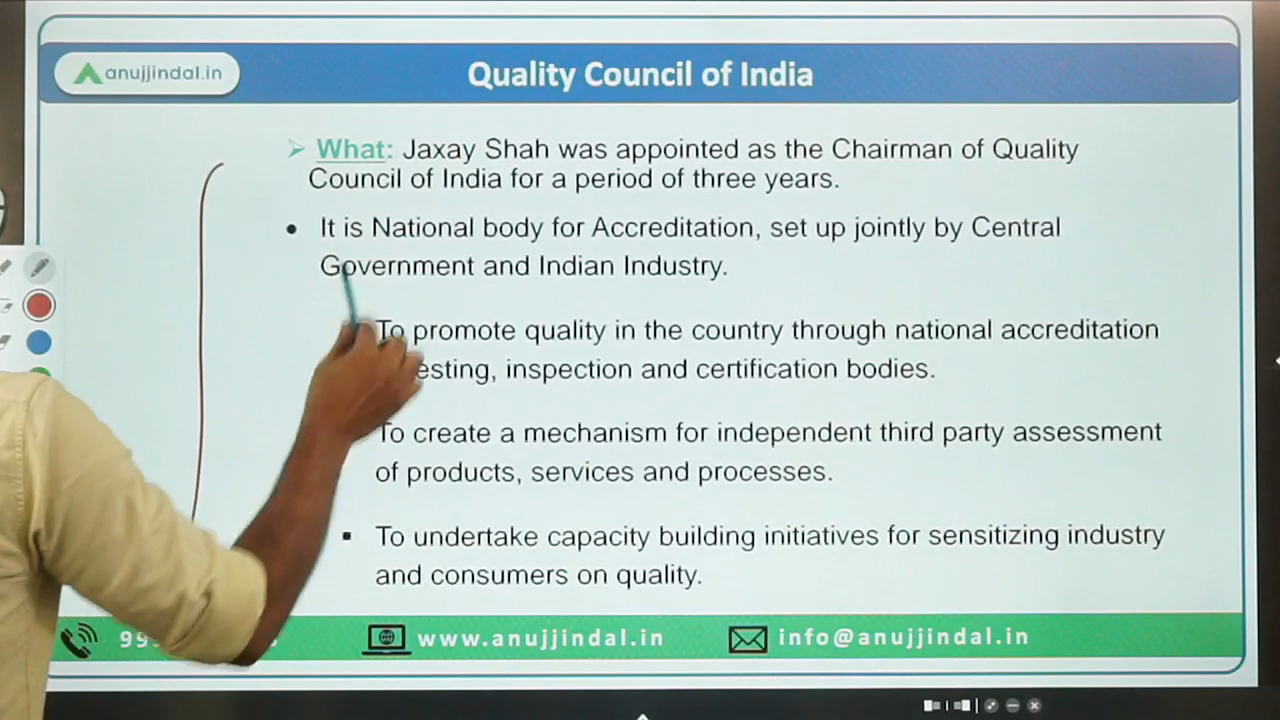 anujjindal.in
Quality Council of India
What: Jaxay Shah was appointed as the Chairman of Quality
Council of India for a period of three years.
It is National body for Accreditation, set up jointly by Central
Government and Indian Industry.
To promote quality in the country through national accreditation
inspection and certification bodies.
To create a mechanism for independent third party assessment
of products, services and processes.
To undertake capacity building initiatives for sensitizing industry
and consumers on quality.
www.anujjindal.in
info@anujjindal.in